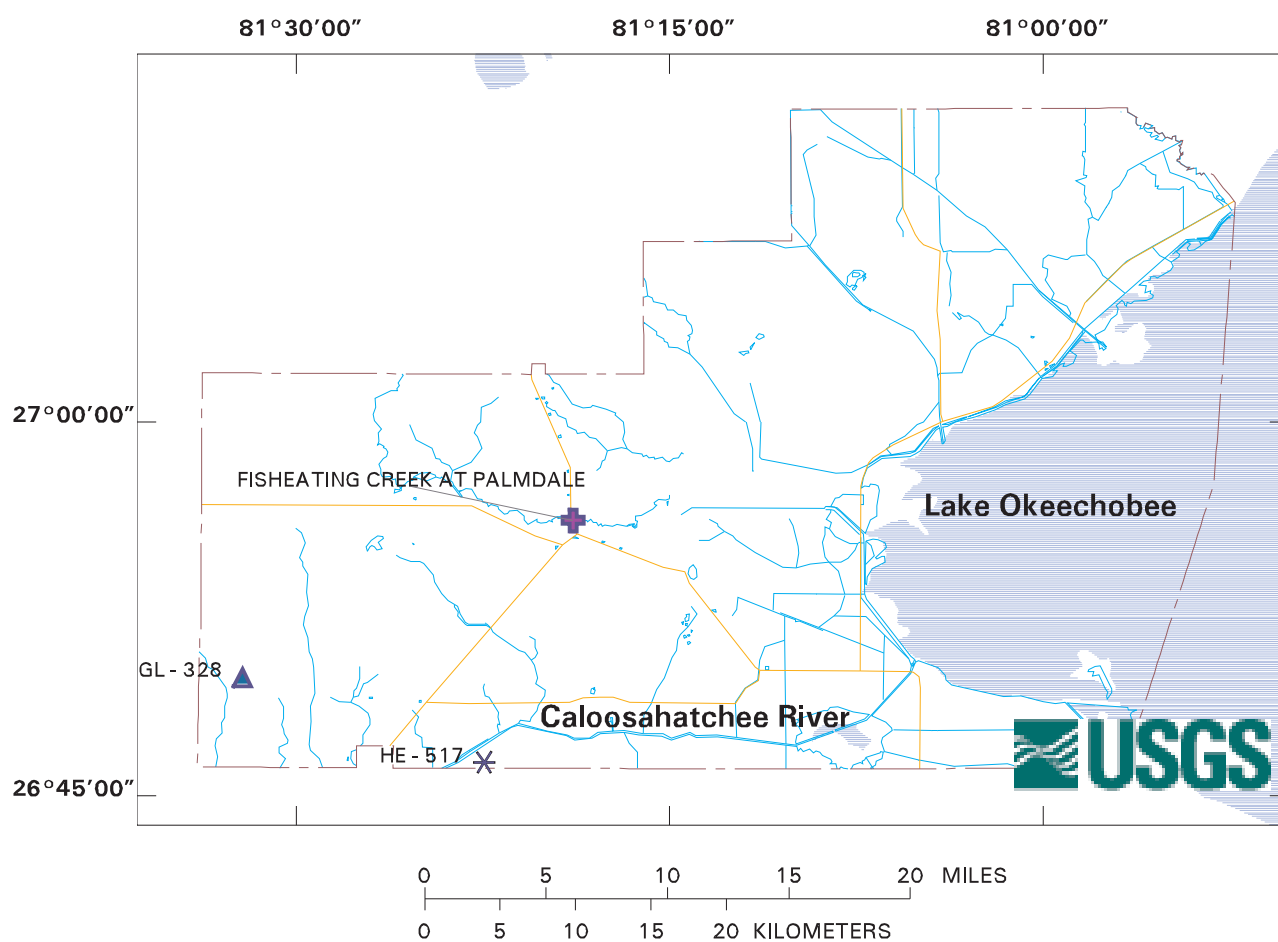 81°30'00" 81°15'00" 81°00'00"
27°00'00"
FISHEATING CREEK AT PALMDALE
Lake Okeechobee
GL - 328
Caloosahatchee River
HE - 517
USGS
26°45'00"
0 5 10 15 20 MILES
0 5 10 15 20 KILOMETERS